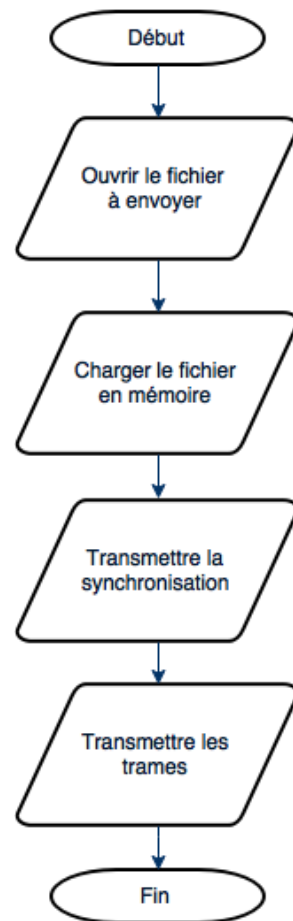 Début
Ouvrir le fichier
à envoyer
Charger le fichier
en mémoire
Transmettre la
synchronisation
Transmettre les
trames
Fin